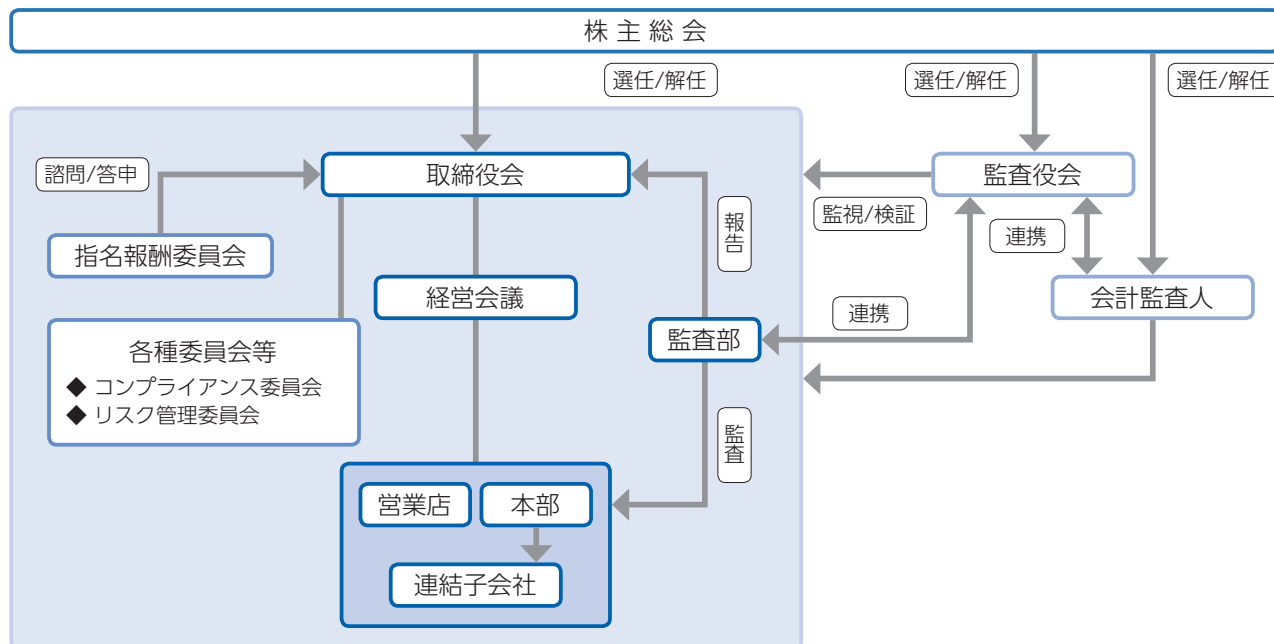 株主総会
選任/解任
選任/解任
選任/解任
諮問/答申
取締役会
監査役会
監視/検証
報告
連携
指名報酬委員会
経営会議
会計監査人
連携
監査部
各種委員会等
◆ コンプライアンス委員会
◆ リスク管理委員会
監査
営業店
本部
連結子会社